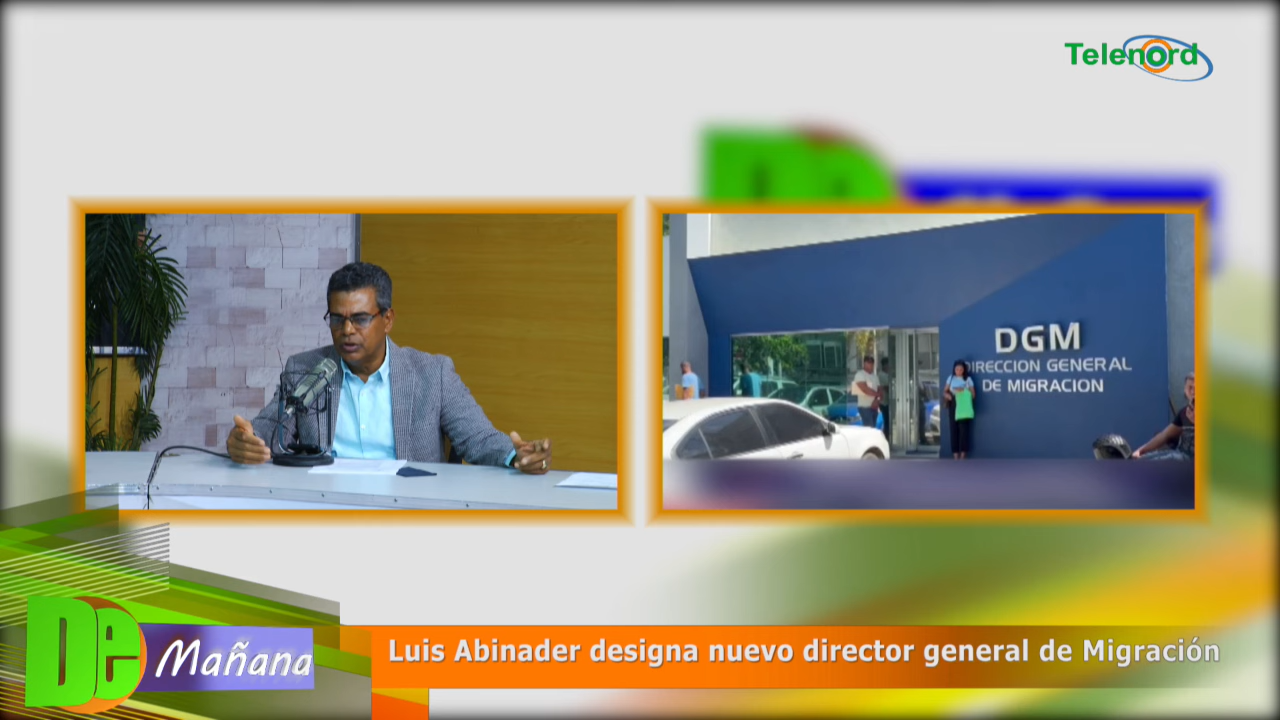 Telenord
DGM
DIRECCION GENERAL
DE MIGRACION
De
Mañana
Luis Abinader designa nuevo director general de Migración